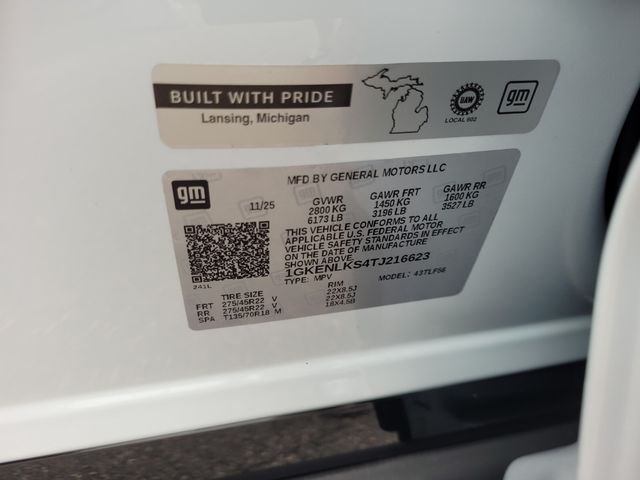 BUILT WITH PRIDE
Lansing, Michigan
UAW
LOCAL 602
gm
gm
MFD BY GENERAL MOTORS LLC
11/25 GVWR GAWR FRT GAWR RR
2800 KG 1450 KG 1600 KG
6173 LB 3196 LB 3527 LB
THIS VEHICLE CONFORMS TO ALL
APPLICABLE U.S. FEDERAL MOTOR
VEHICLE SAFETY STANDARDS IN EFFECT
ON THE DATE OF MANUFACTURE
1GKENLKS4TJ216623
241L TYPE: MPV MODEL: 43TLF56
TIRE SIZE RIM
FRT 275/45R22 V 22X8.5J
RR 275/45R22 V 22X8.5J
SPA T135/70R18 M 18X4.5B